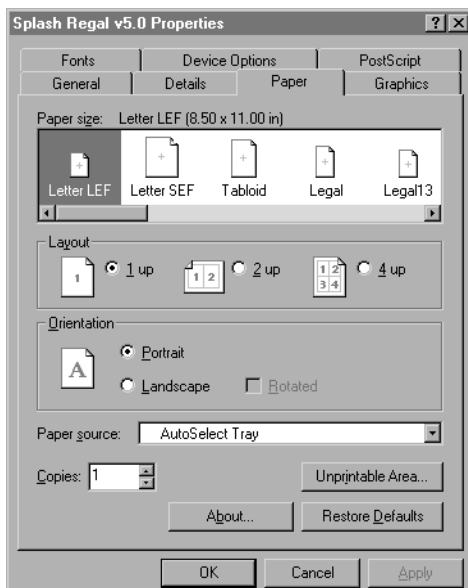 Splash Regal v5.0 Properties
Fonts Device Options PostScript
General Details Paper Graphics
Paper size: Letter LEF (8.50 x 11.00 in)
Letter LEF Letter SEF Tabloid Legal Legal13
Layout
1 1 up 1 2 2 up 1 2 3 4 4 up
Orientation
A Portrait
Landscape Rotated
Paper source: AutoSelect Tray
Copies: 1 Unprintable Area...
About... Restore Defaults
OK Cancel Apply